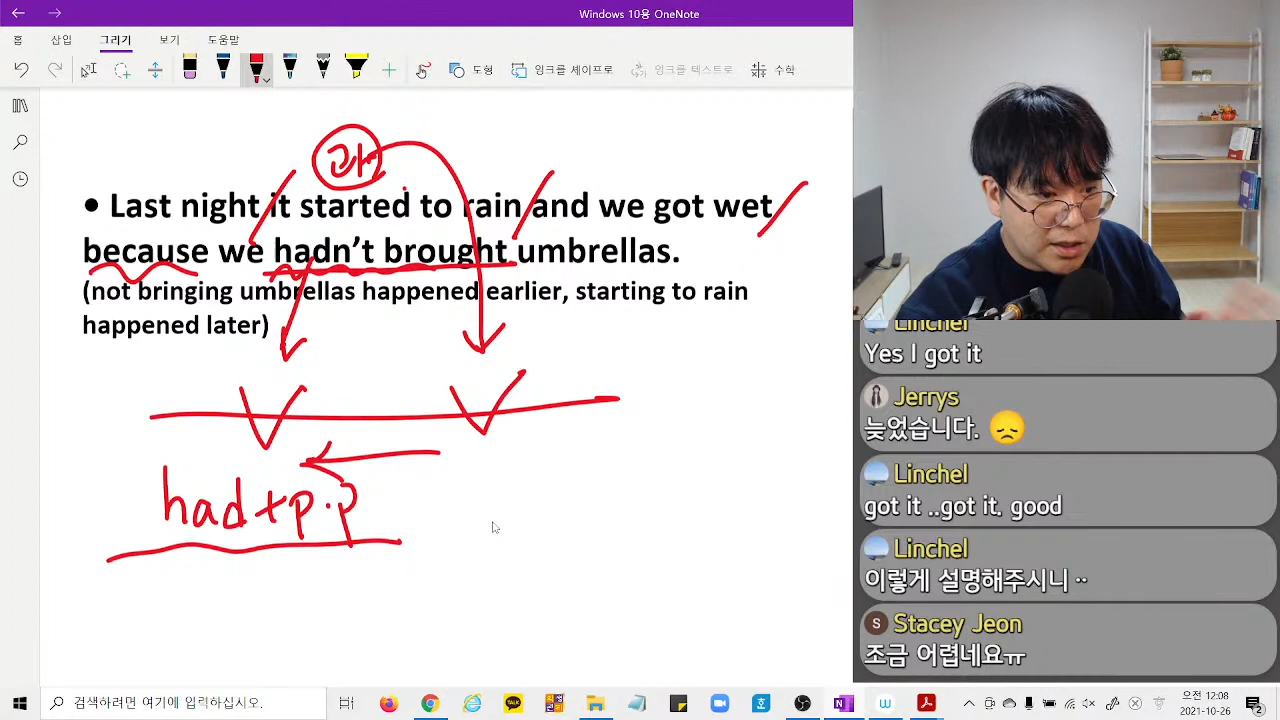 Windows 10용 OneNote
홈 삽입 그리기 보기 도움말
도형 잉크를 셰이프로 잉크를 텍스트로 수학
과
• Last night it started to rain and we got wet
because we hadn't brought umbrellas.
(not bringing umbrellas happened earlier, starting to rain
happened later)
had+p.p
Linchel
Yes I got it
Jerrys
늦었습니다. 😞
Linchel
got it ..got it. good
Linchel
이렇게 설명해주시니..
S Stacey Jeon
조금 어렵네요ㅠ
검색하려면 여기에 입력하십시오.
오전 10:08
2021-10-26